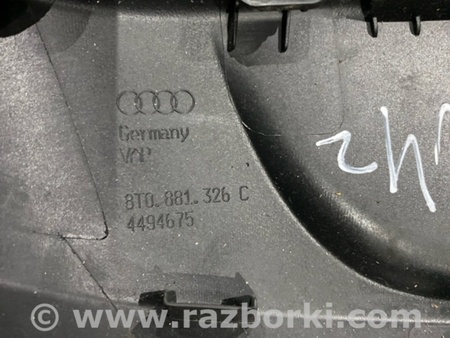 Germany
VAP
8T0..881..326 C
4494675
© www.razborki.com